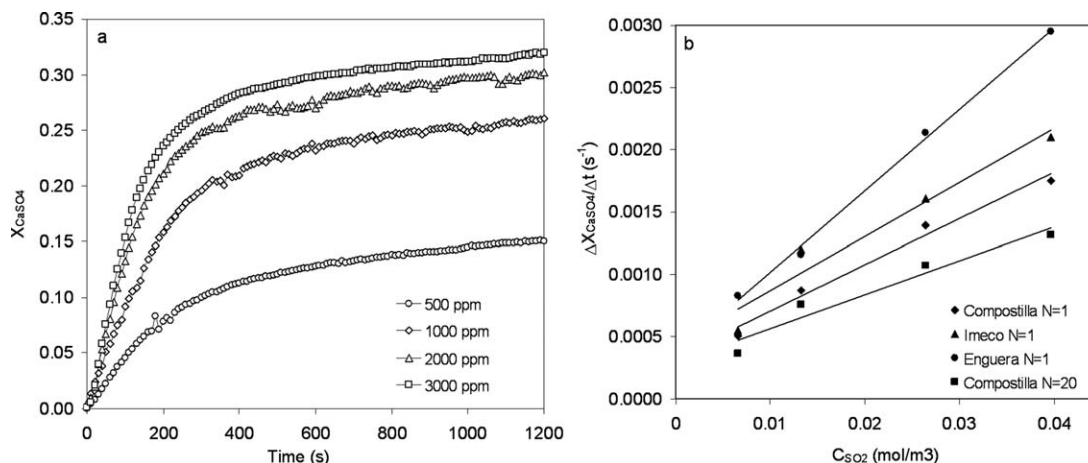 a
0.35
0.30
0.25
0.20
0.15
0.10
0.05
0.00
XCaSO4
0 200 400 600 800 1000 1200
Time (s)
500 ppm
1000 ppm
2000 ppm
3000 ppm
b
0.0030
0.0025
0.0020
0.0015
0.0010
0.0005
0.0000
ΔXCaSO4/Δt (s-1)
0 0.01 0.02 0.03 0.04
CSO2 (mol/m3)
Compostilla N=1
Imeco N=1
Enguera N=1
Compostilla N=20